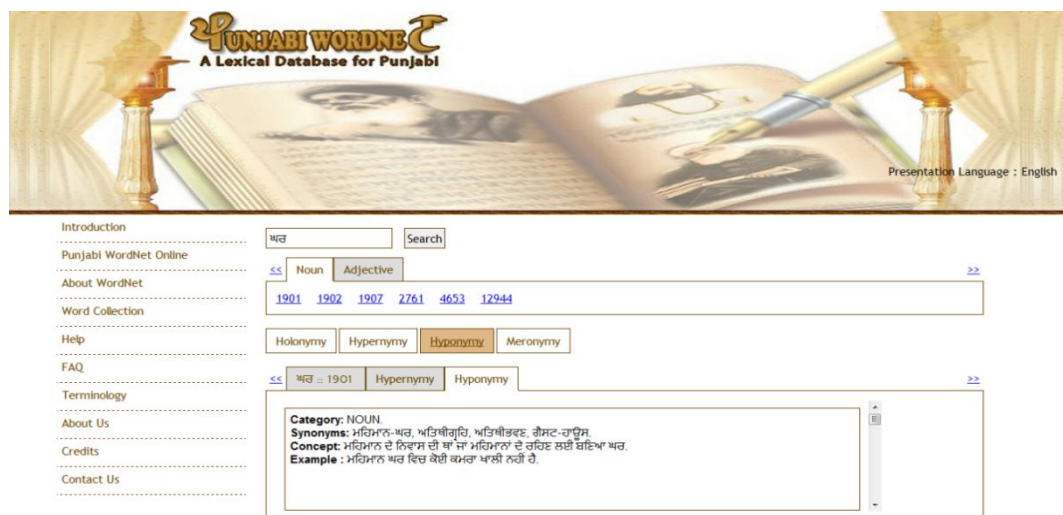 PUNJABI WORDNET
A Lexical Database for Punjabi
Presentation Language : English
Introduction
Punjabi WordNet Online
About WordNet
Word Collection
Help
FAQ
Terminology
About Us
Credits
Contact Us
ਘਰ Search
<< Noun Adjective >>
1901 1902 1907 2761 4653 12944
Holonymy Hypernymy Hyponymy Meronymy
<< ਘਰ :: 1901 Hypernymy Hyponymy >>
Category: NOUN.
Synonyms: ਮਹਿਮਾਨ-ਘਰ, ਅਤਿਥੀਗ੍ਰਹਿ, ਅਤਿਥੀਭਵਣ, ਗੈਸਟ-ਹਾਊਸ.
Concept: ਮਹਿਮਾਨ ਦੇ ਨਿਵਾਸ ਦੀ ਥਾਂ ਜਾਂ ਮਹਿਮਾਨਾਂ ਦੇ ਰਹਿਣ ਲਈ ਬਣਿਆ ਘਰ.
Example : ਮਹਿਮਾਨ ਘਰ ਵਿਚ ਕੋਈ ਕਮਰਾ ਖਾਲੀ ਨਹੀਂ ਹੈ.